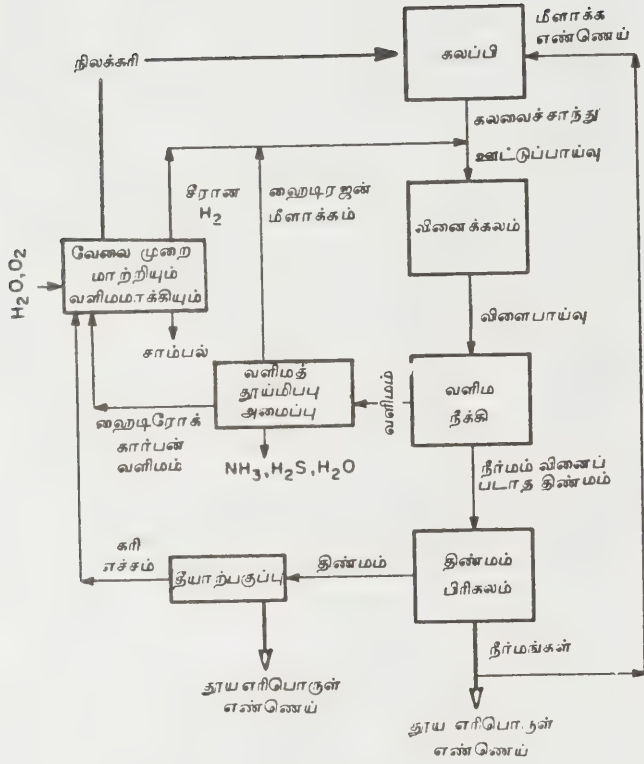 மீளாக்க
எண்ணெய்
நிலக்கரி
கலப்பி
கலவைச்சாந்து
ஊட்டுப்பாய்வு
சீரான
H2
ஹைடிரஜன்
மீளாக்கம்
வினைக்கலம்
H2O,O2
வேலை முறை
மாற்றியும்
வளிமமாக்கியும்
விளைபாய்வு
சாம்பல்
வளிமத்
தூய்மிபபு
அமைப்பு
வளிமம்
வளிம
நீக்கி
ஹைடிரோக்
கார்பன்
வளிமம்
NH3,H2S,H2O
நீர்மம் வினைப்
படாத திண்மம்
கரி
எச்சம்
தீயாற்பகுப்பு
திண்மம்
திண்மம்
பிரிகலம்
நீர்மங்கள்
தூய எரிபொருள்
எண்ணெய்
தூய எரிபொருள்
எண்ணெய்